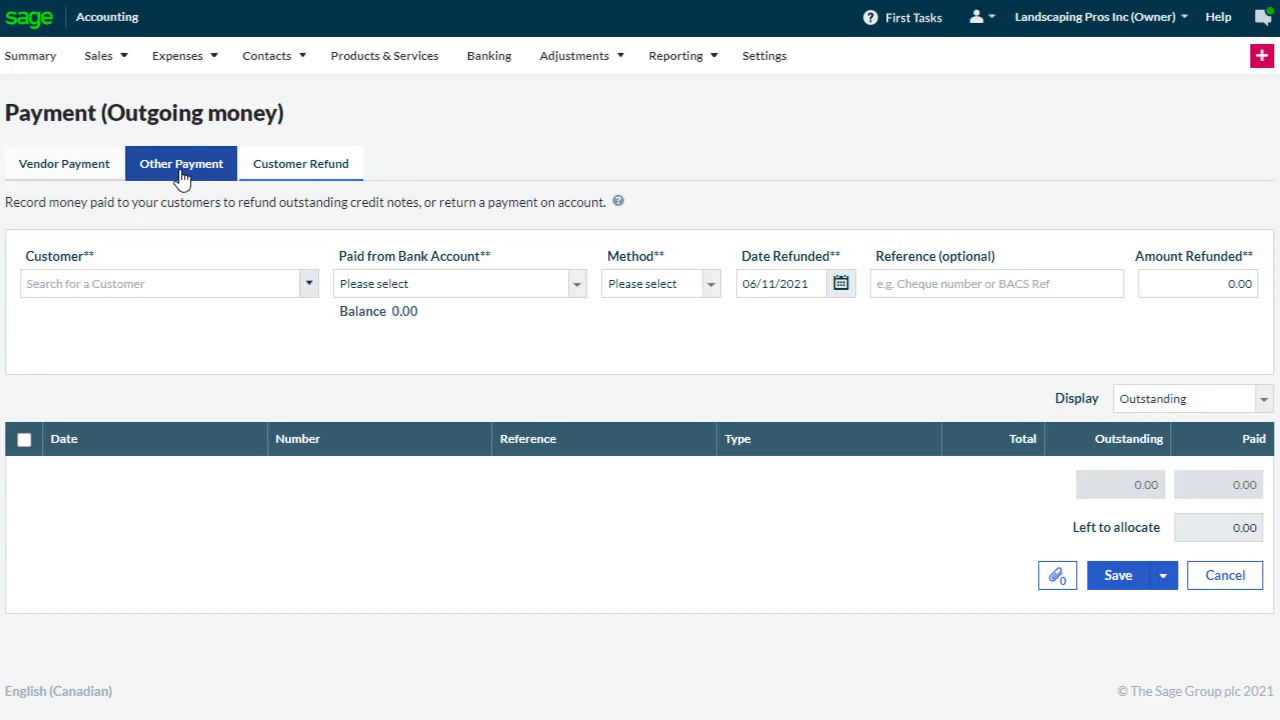 sage Accounting First Tasks Landscaping Pros Inc (Owner) Help
Summary Sales Expenses Contacts Products & Services Banking Adjustments Reporting Settings +
Payment (Outgoing money)
Vendor Payment Other Payment Customer Refund
Record money paid to your customers to refund outstanding credit notes, or return a payment on account. ?
Customer** Paid from Bank Account** Method** Date Refunded** Reference (optional) Amount Refunded**
Search for a Customer Please select Please select 06/11/2021 e.g. Cheque number or BACS Ref 0.00
Balance 0.00
Display Outstanding
Date Number Reference Type Total Outstanding Paid
0.00 0.00
Left to allocate 0.00
0 Save Cancel
English (Canadian) © The Sage Group plc 2021